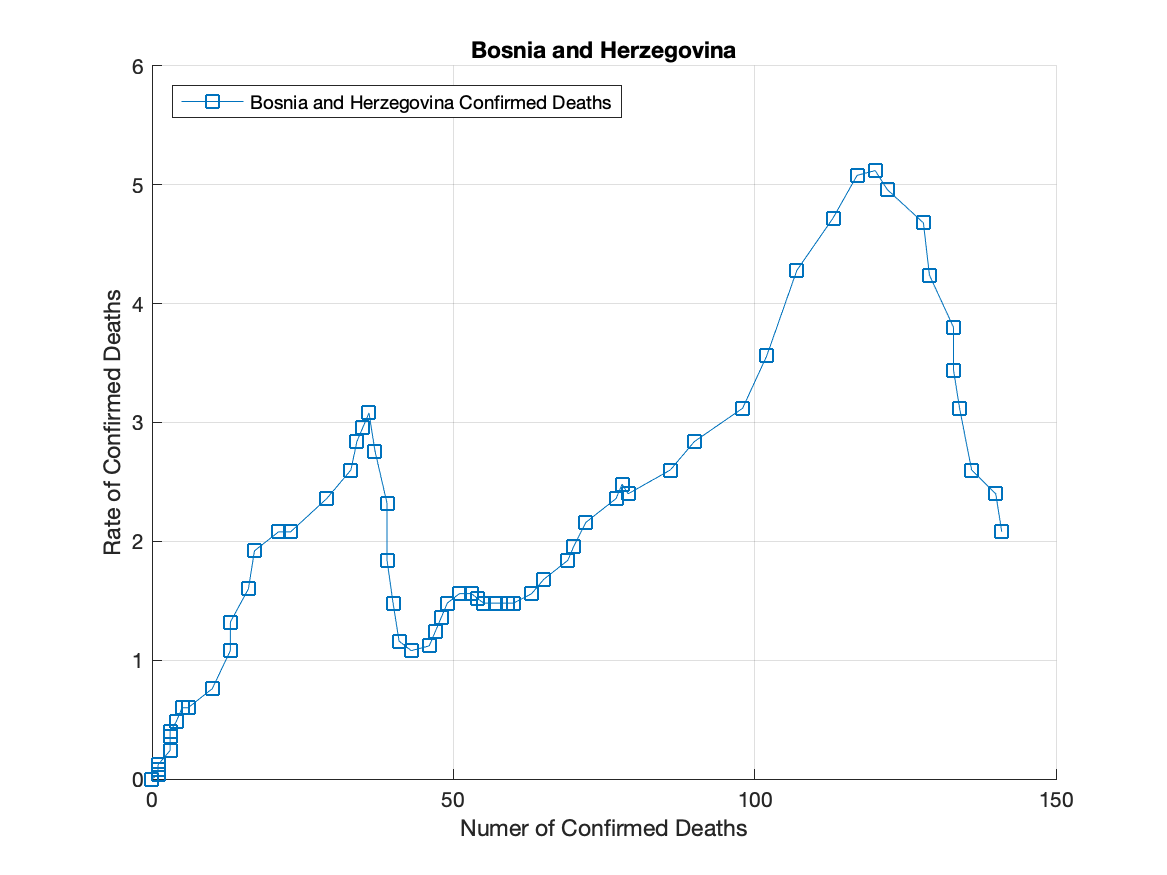 Bosnia and Herzegovina
6
Bosnia and Herzegovina Confirmed Deaths
5
4
3
2
1
0
Rate of Confirmed Deaths
0 50 100 150
Numer of Confirmed Deaths